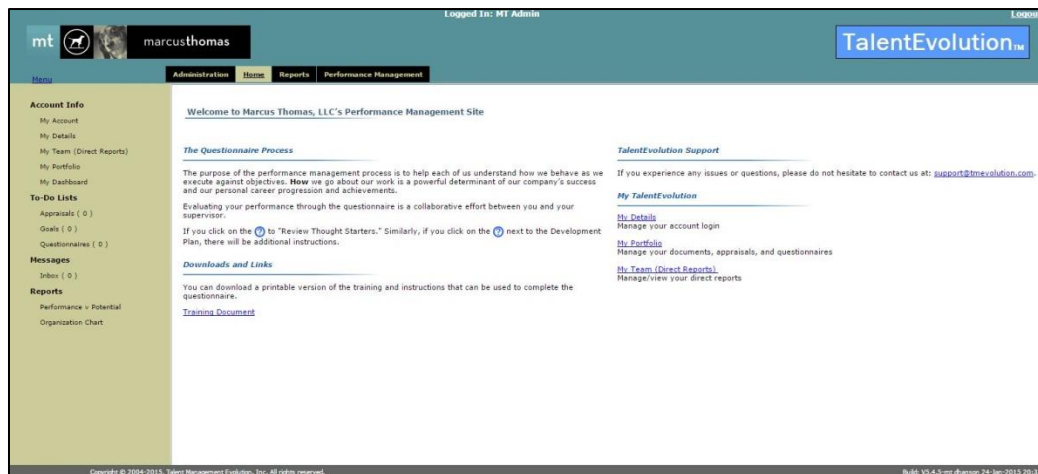 Logged In: MT Admin
Logout
mt
marcusthomas
TalentEvolution™
Menu
Administration Home Reports Performance Management
Account Info
My Account
My Details
My Team (Direct Reports)
My Portfolio
My Dashboard
To-Do Lists
Appraisals ( 0 )
Goals ( 0 )
Questionnaires ( 0 )
Messages
Inbox ( 0 )
Reports
Performance v Potential
Organization Chart
Welcome to Marcus Thomas, LLC's Performance Management Site
The Questionnaire Process
The purpose of the performance management process is to help each of us understand how we behave as we
execute against objectives. How we go about our work is a powerful determinant of our company's success
and our personal career progression and achievements.
Evaluating your performance through the questionnaire is a collaborative effort between you and your
supervisor.
If you click on the ? to "Review Thought Starters." Similarly, if you click on the ? next to the Development
Plan, there will be additional instructions.
Downloads and Links
You can download a printable version of the training and instructions that can be used to complete the
questionnaire.
Training Document
TalentEvolution Support
If you experience any issues or questions, please do not hesitate to contact us at: support@tmevolution.com.
My TalentEvolution
My Details
Manage your account login
My Portfolio
Manage your documents, appraisals, and questionnaires
My Team (Direct Reports)
Manage/view your direct reports
Copyright © 2004-2015, Talent Management Evolution, Inc. All rights reserved.
Build: V5.4.5-mt dhanson 24-Jan-2015 20:3